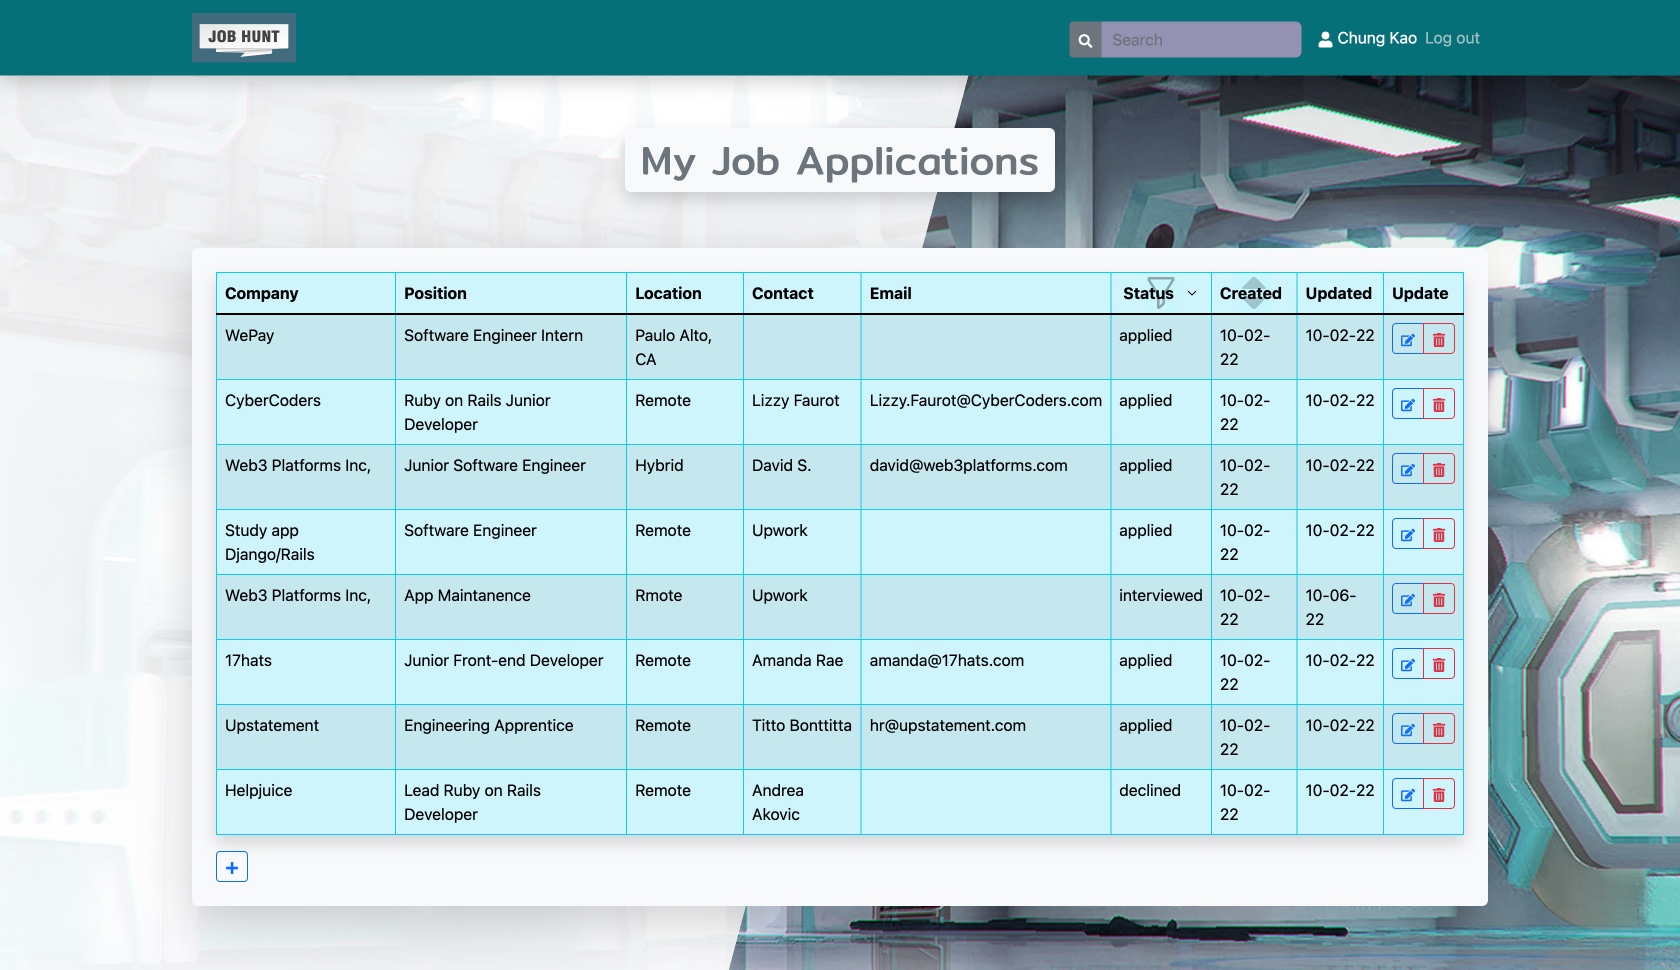 JOB HUNT
Search
Chung Kao Log out
My Job Applications
Company Position Location Contact Email Status Created Updated Update
WePay Software Engineer Intern Paulo Alto, applied 10-02- 10-02-22
CA 22
CyberCoders Ruby on Rails Junior Remote Lizzy Faurot Lizzy.Faurot@CyberCoders.com applied 10-02- 10-02-22
Developer 22
Web3 Platforms Inc, Junior Software Engineer Hybrid David S. david@web3platforms.com applied 10-02- 10-02-22
22
Study app Software Engineer Remote Upwork applied 10-02- 10-02-22
Django/Rails 22
Web3 Platforms Inc, App Maintanence Rmote Upwork interviewed 10-02- 10-06-
22 22
17hats Junior Front-end Developer Remote Amanda Rae amanda@17hats.com applied 10-02- 10-02-22
22
Upstatement Engineering Apprentice Remote Titto Bonttitta hr@upstatement.com applied 10-02- 10-02-22
22
Helpjuice Lead Ruby on Rails Remote Andrea declined 10-02- 10-02-22
Developer Akovic 22